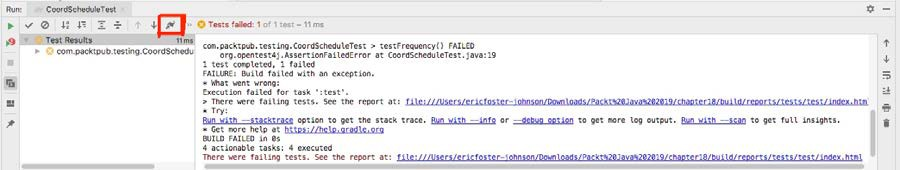 Run:
CoordScheduleTest
Tests failed: 1 of 1 test – 11 ms
Test Results
11 ms
com.packtpub.testing.CoordSchedu
com.packtpub.testing.CoordScheduleTest > testFrequency() FAILED
org.opentest4j.AssertionFailedError at CoordScheduleTest.java:19
1 test completed, 1 failed
FAILURE: Build failed with an exception.
* What went wrong:
Execution failed for task ':test'.
> There were failing tests. See the report at: file:///Users/ericfoster-johnson/Downloads/Packt%20Java%202019/chapter18/build/reports/tests/test/index.html
* Try:
Run with --stacktrace option to get the stack trace. Run with --info or --debug option to get more log output. Run with --scan to get full insights.
* Get more help at https://help.gradle.org
BUILD FAILED in 0s
4 actionable tasks: 4 executed
There were failing tests. See the report at: file:///Users/ericfoster-johnson/Downloads/Packt%20Java%202019/chapter18/build/reports/tests/test/index.html